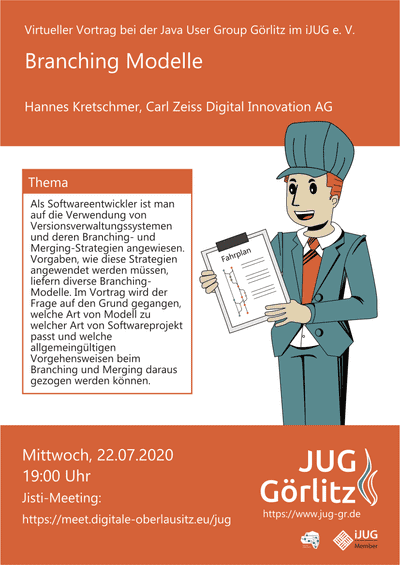 Virtueller Vortrag bei der Java User Group Görlitz im iJUG e. V.
Branching Modelle
Hannes Kretschmer, Carl Zeiss Digital Innovation AG
Thema
Als Softwareentwickler ist man
auf die Verwendung von
Versionsverwaltungssystemen
und deren Branching- und
Merging-Strategien angewiesen.
Vorgaben, wie diese Strategien
angewendet werden müssen,
liefern diverse Branching-
Modelle. Im Vortrag wird der
Frage auf den Grund gegangen,
welche Art von Modell zu
welcher Art von Softwareprojekt
passt und welche
allgemeingültigen
Vorgehensweisen beim
Branching und Merging daraus
gezogen werden können.
Fahrplan
Mittwoch, 22.07.2020
19:00 Uhr
Jisti-Meeting:
https://meet.digitale-oberlausitz.eu/jug
JUG
Görlitz
https://www.jug-gr.de
iJUG
Member